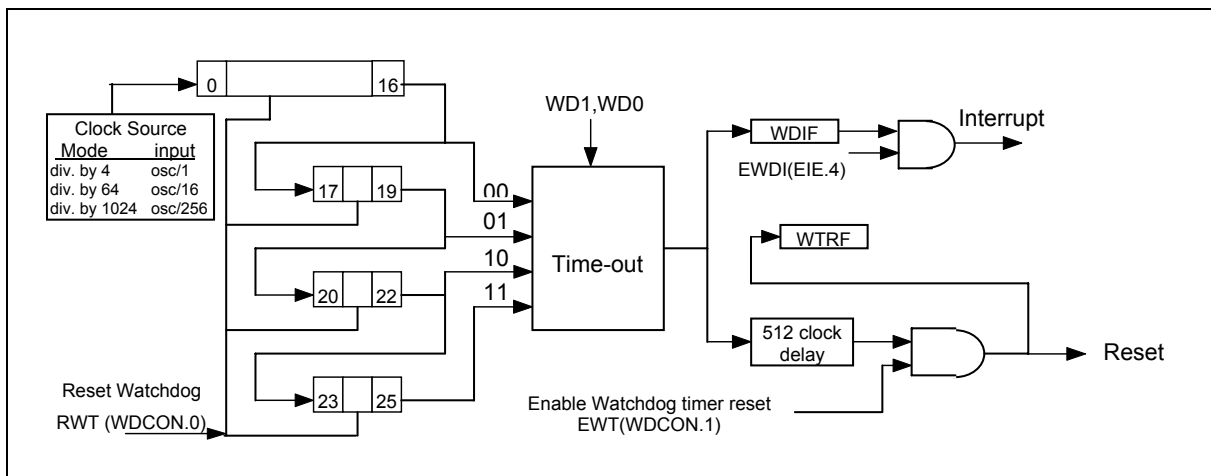 0 16
Clock Source
Mode input
div. by 4 osc/1
div. by 64 osc/16
div. by 1024 osc/256
17 19
20 22
23 25
Reset Watchdog
RWT (WDCON.0)
WD1,WD0
00
01
10
11
Time-out
WDIF
EWDI(EIE.4)
Interrupt
WTRF
512 clock
delay
Reset
Enable Watchdog timer reset
EWT(WDCON.1)